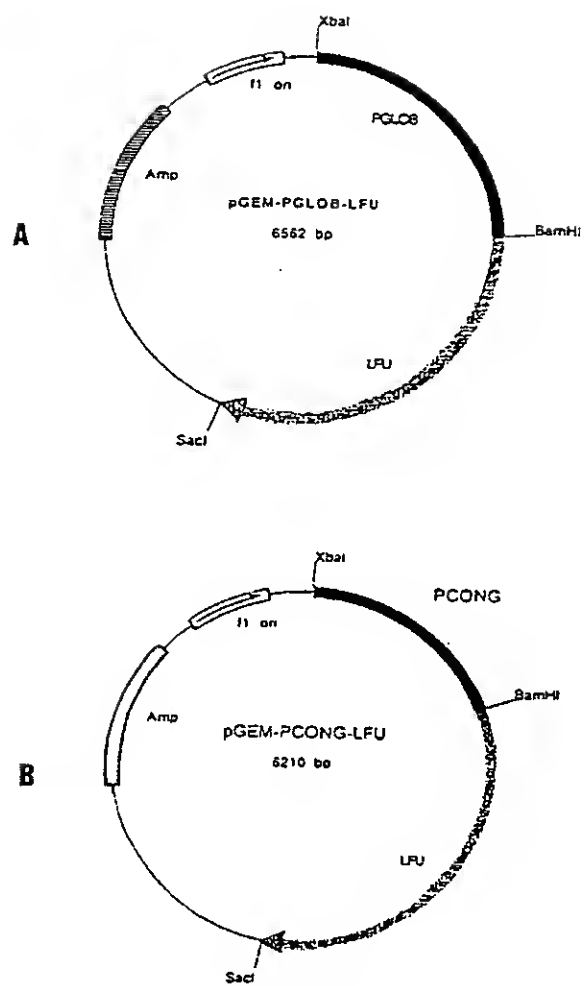 XbaI
f1 ori
PGLOB
Amp
pGEM-PGLOB-LFU
6562 bp
BamHI
A
LFU
SacI
XbaI
PCONG
f1 ori
BamHI
Amp
pGEM-PCONG-LFU
6210 bp
B
LFU
SacI